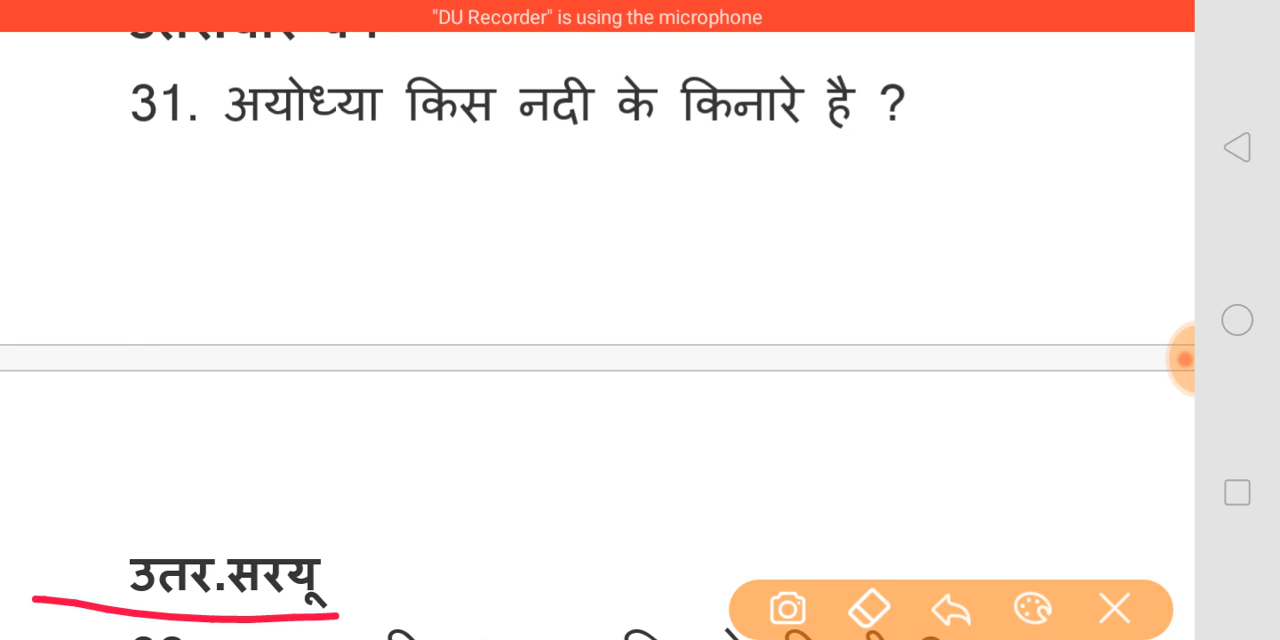 "DU Recorder" is using the microphone
31. अयोध्या किस नदी के किनारे है ?
उतर.सरयू